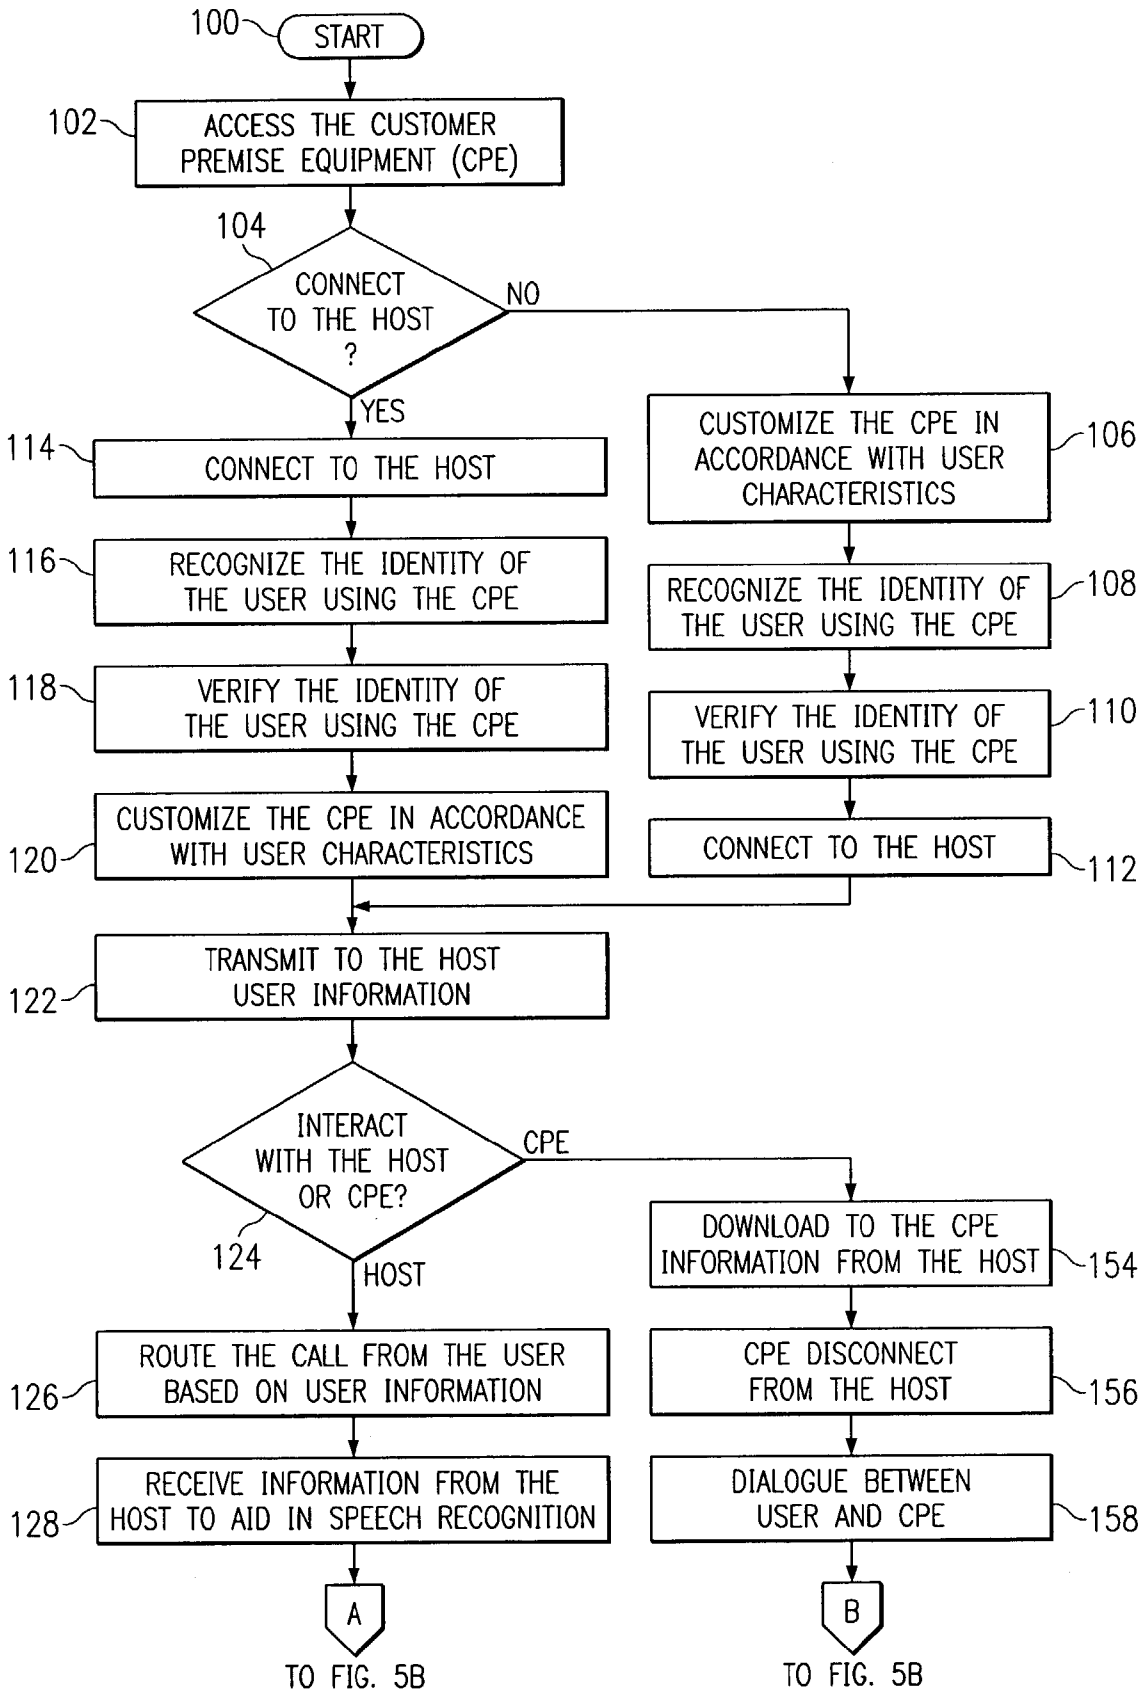 100
START
102
ACCESS THE CUSTOMER
PREMISE EQUIPMENT (CPE)
104
CONNECT
TO THE HOST
?
NO
YES
114
CONNECT TO THE HOST
CUSTOMIZE THE CPE IN
ACCORDANCE WITH USER
CHARACTERISTICS
106
116
RECOGNIZE THE IDENTITY OF
THE USER USING THE CPE
RECOGNIZE THE IDENTITY OF
THE USER USING THE CPE
108
118
VERIFY THE IDENTITY OF
THE USER USING THE CPE
VERIFY THE IDENTITY OF
THE USER USING THE CPE
110
120
CUSTOMIZE THE CPE IN ACCORDANCE
WITH USER CHARACTERISTICS
CONNECT TO THE HOST
112
122
TRANSMIT TO THE HOST
USER INFORMATION
INTERACT
WITH THE HOST
OR CPE?
124
CPE
HOST
DOWNLOAD TO THE CPE
INFORMATION FROM THE HOST
154
126
ROUTE THE CALL FROM THE USER
BASED ON USER INFORMATION
CPE DISCONNECT
FROM THE HOST
156
128
RECEIVE INFORMATION FROM THE
HOST TO AID IN SPEECH RECOGNITION
DIALOGUE BETWEEN
USER AND CPE
158
A
TO FIG. 5B
B
TO FIG. 5B